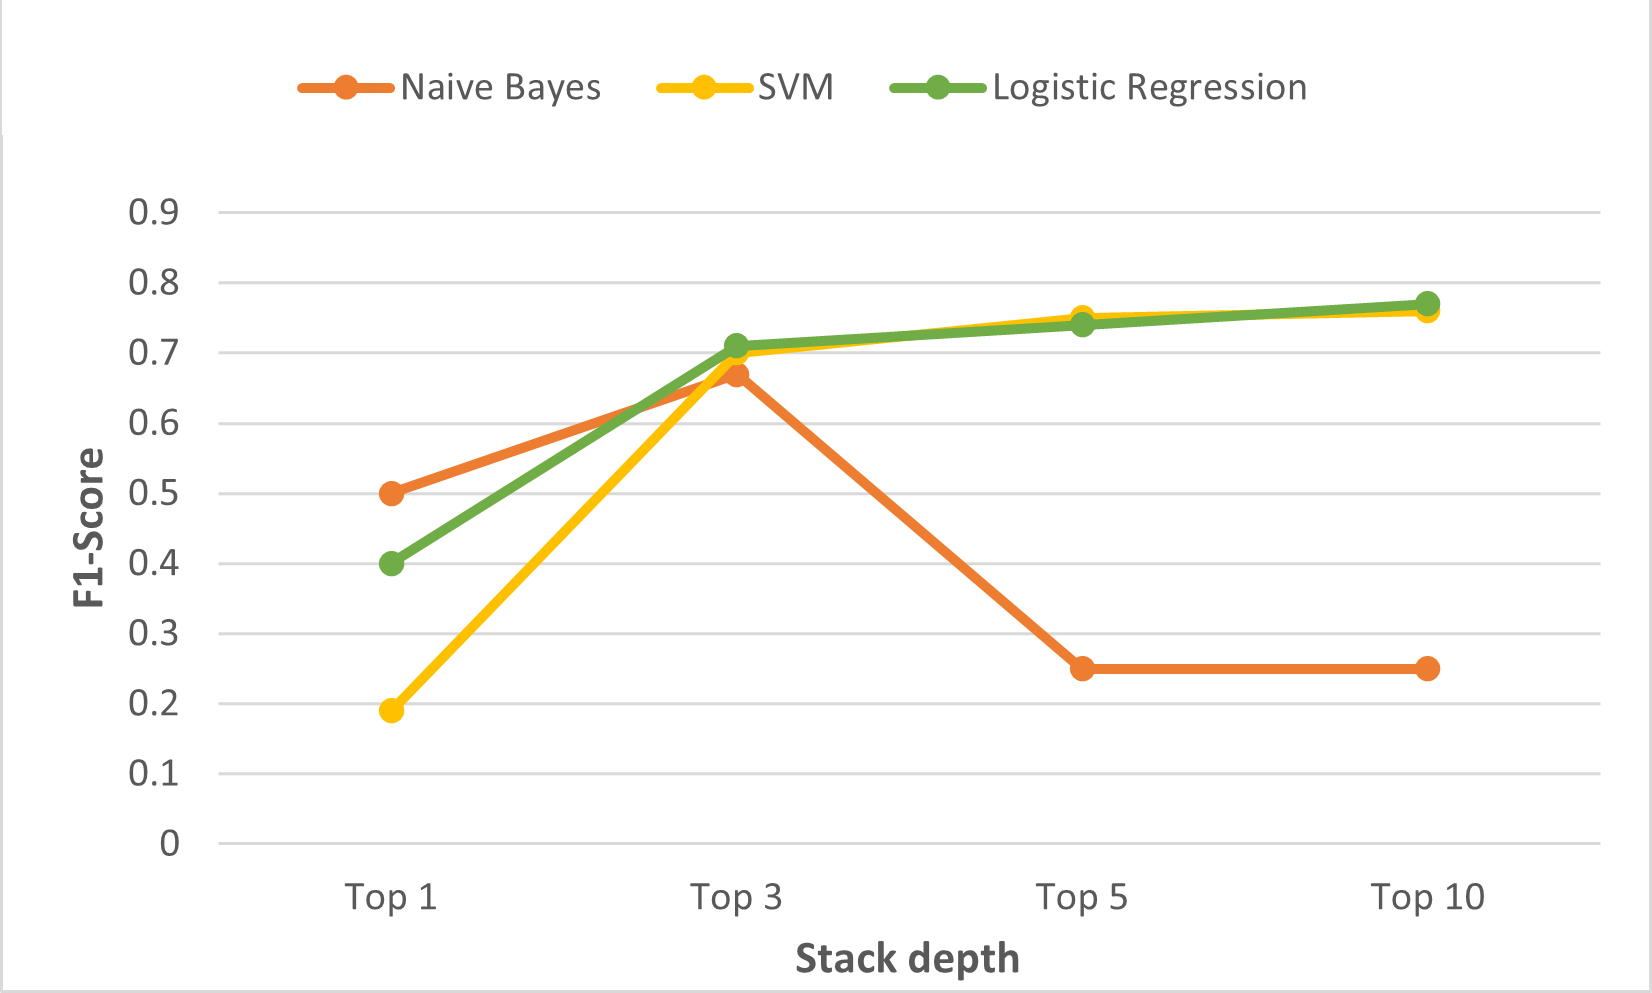 Naive Bayes SVM Logistic Regression
0.9
0.8
0.7
0.6
0.5
0.4
0.3
0.2
0.1
0
F1-Score
Top 1 Top 3 Top 5 Top 10
Stack depth